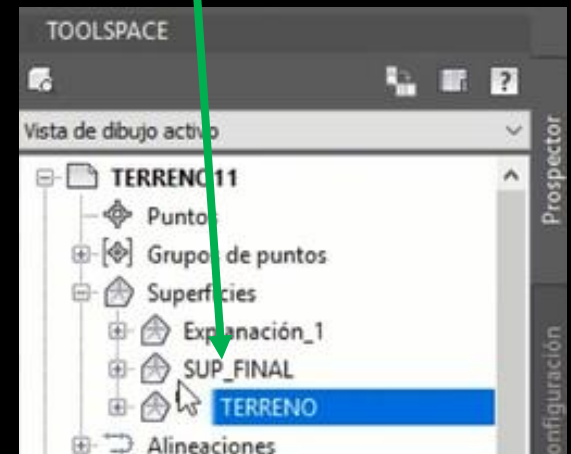 TOOLSPACE
?
Vista de dibujo activo
TERRENO11
Puntos
Grupos de puntos
Superficies
Explanación_1
SUP_FINAL
TERRENO
Alineaciones
Prospector
onfiguración